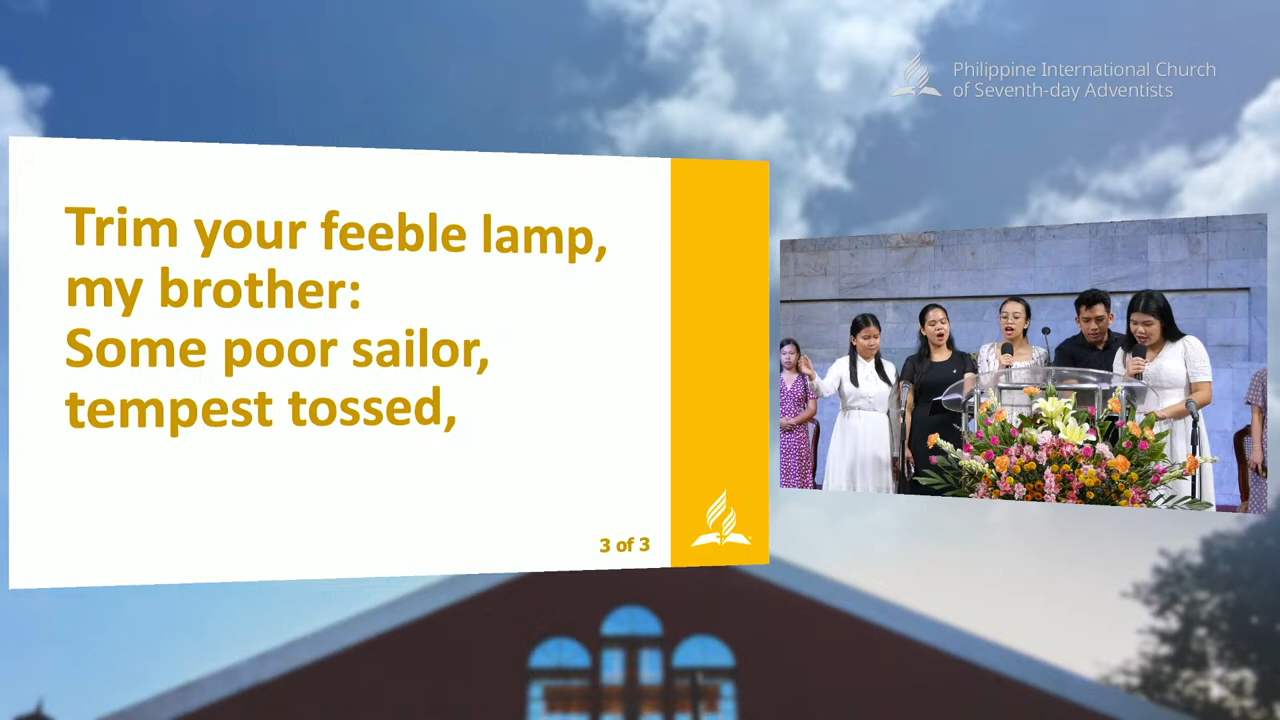 Philippine International Church
of Seventh-day Adventists
Trim your feeble lamp,
my brother:
Some poor sailor,
tempest tossed,
3 of 3